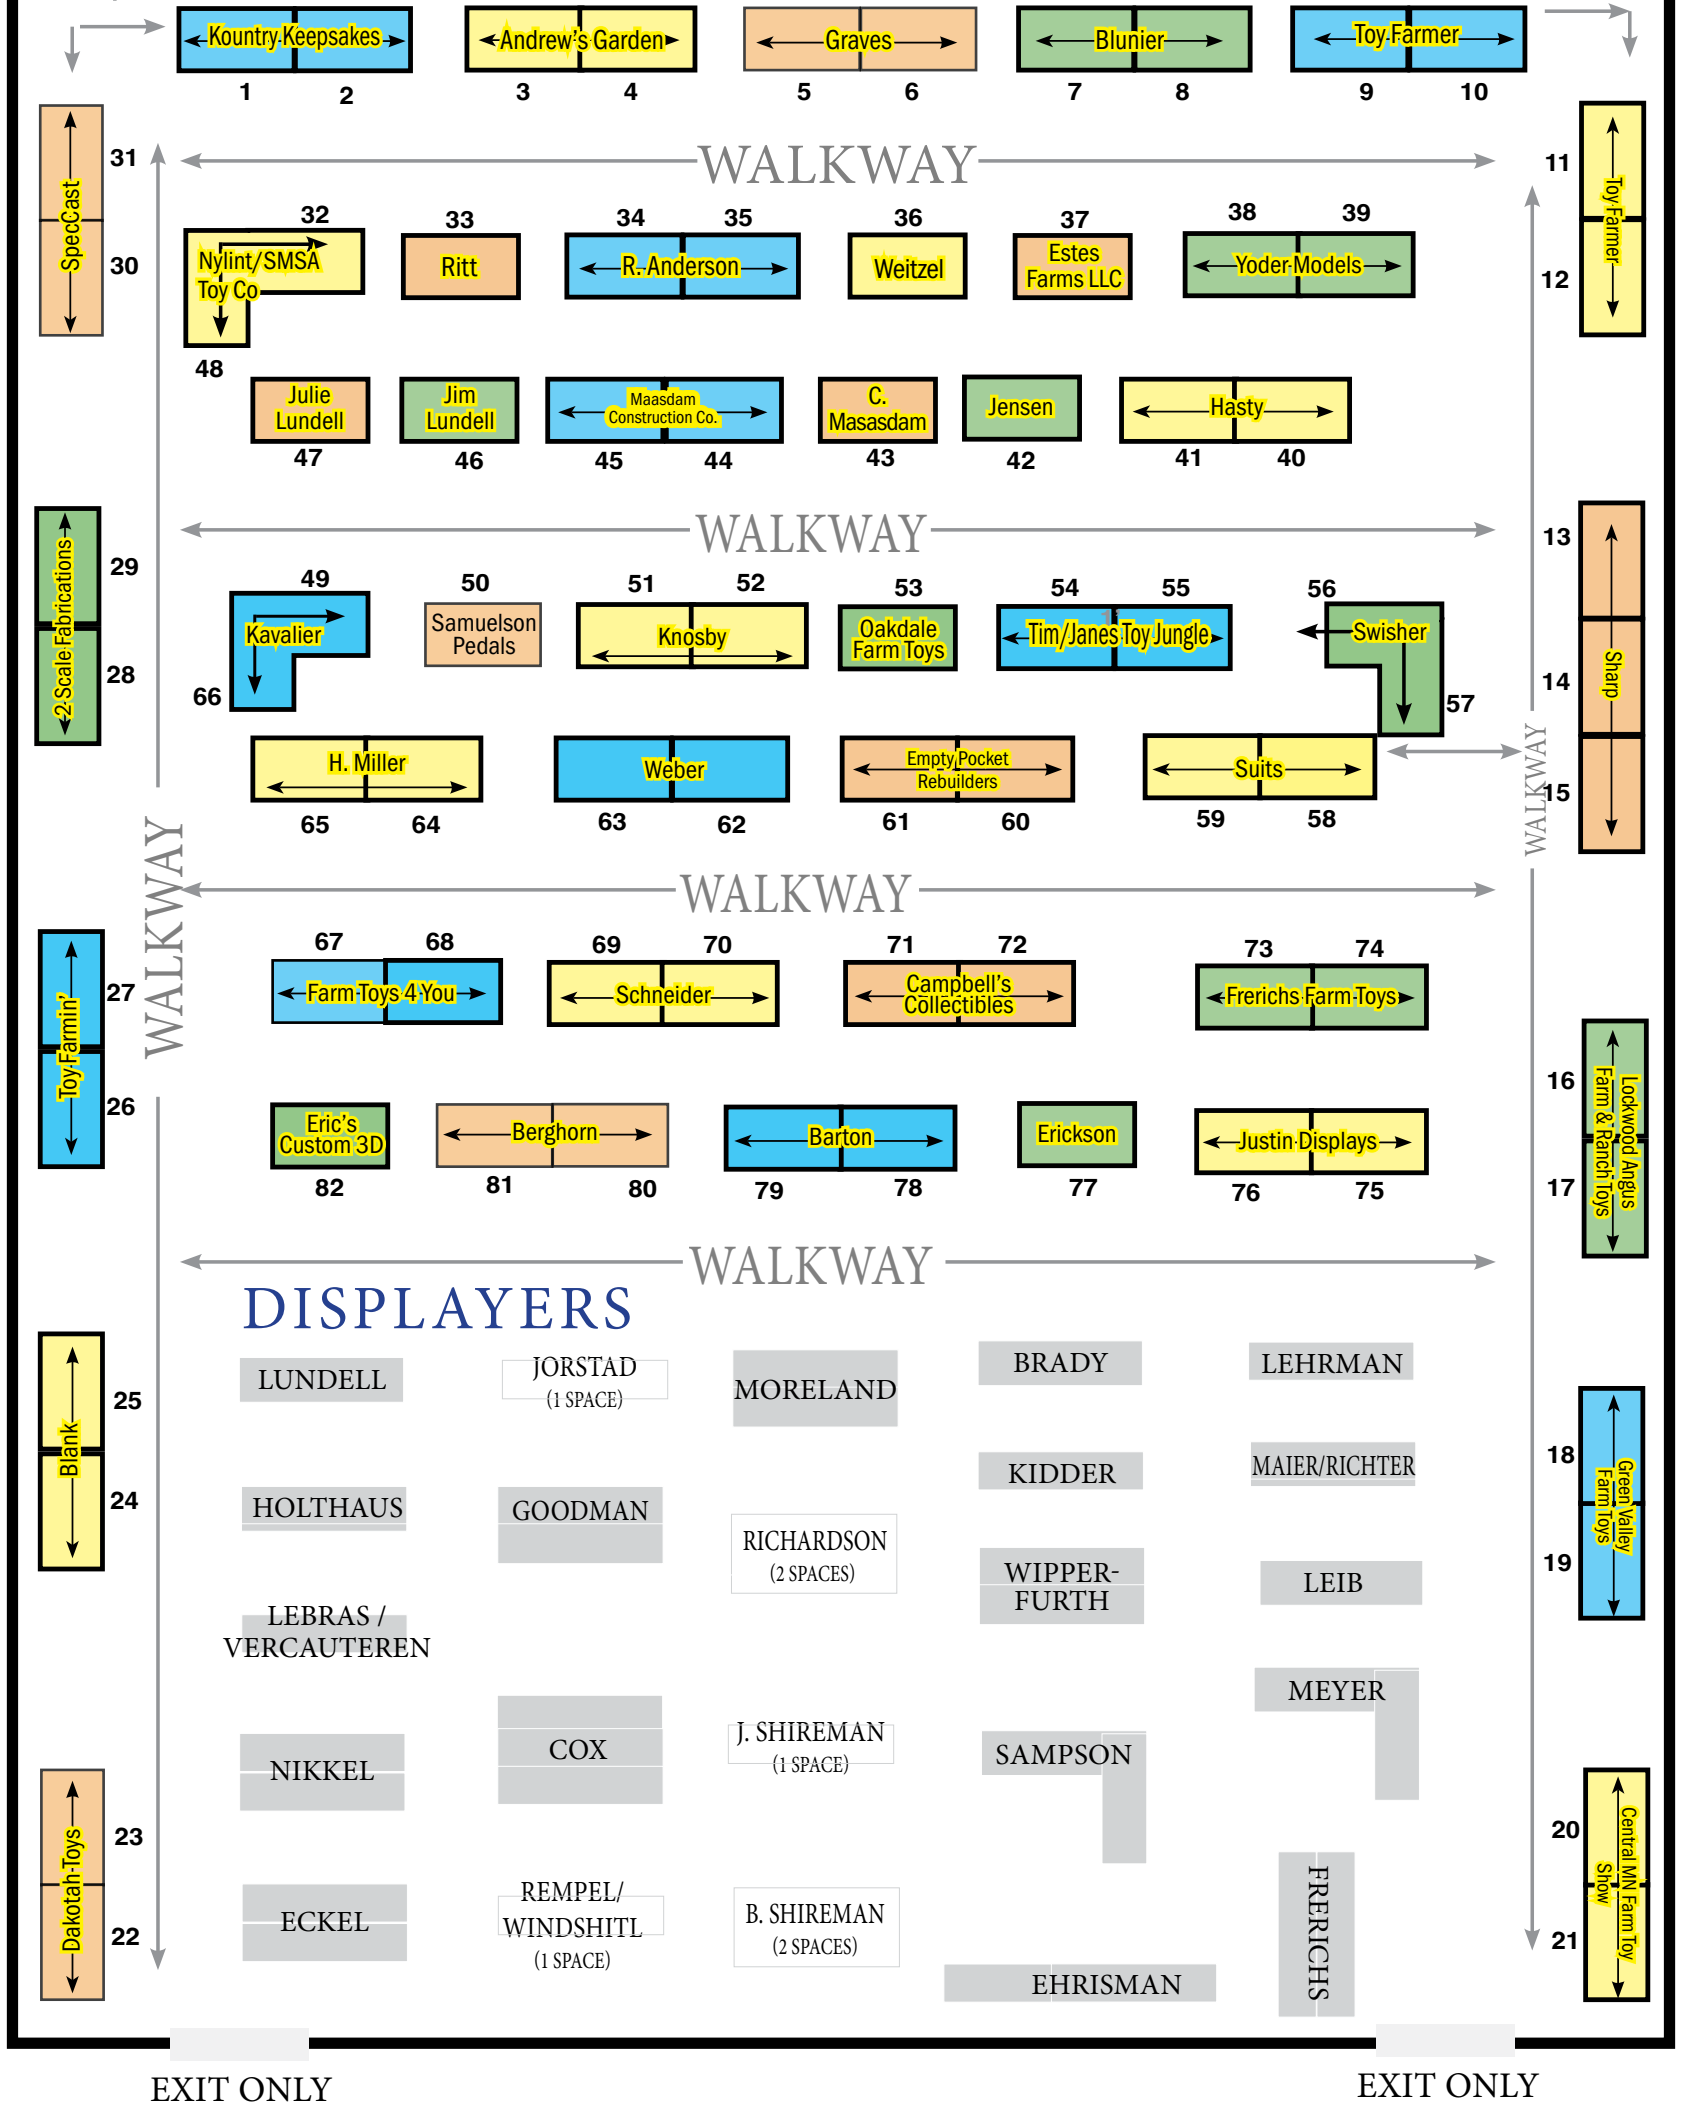 Kountry Keepsakes
Andrew's Garden
Graves
Blunier
Toy Farmer
1 2 3 4 5 6 7 8 9 10
31
30
SpecCast
WALKWAY
11
12
Toy Farmer
32
33
34 35
36
37
38 39
Nylint/SMSA
Toy Co
48
Ritt
R. Anderson
Weitzel
Estes
Farms LLC
Yoder Models
Julie
Lundell
Jim
Lundell
Maasdam
Construction Co.
C.
Masasdam
Jensen
Hasty
47
46
45 44
43
42
41 40
WALKWAY
29
28
2-Scale Fabrications
13
14
15
Sharp
49
50
51 52
53
54 55
56
57
Kavalier
66
Samuelson
Pedals
Knosby
Oakdale
Farm Toys
Tim/Janes Toy Jungle
Swisher
H. Miller
Weber
Empty Pocket
Rebuilders
Suits
65 64
63 62
61 60
59 58
WALKWAY
WALKWAY
WALKWAY
27
26
Toy Farmin'
67 68
69 70
71 72
73 74
Farm Toys 4 You
Schneider
Campbell's
Collectibles
Frerichs Farm Toys
16
17
Lockwood Angus
Farm & Ranch Toys
Eric's
Custom 3D
Berghorn
Barton
Erickson
Justin Displays
82
81 80
79 78
77
76 75
WALKWAY
DISPLAYERS
25
24
Blank
LUNDELL
JORSTAD
(1 SPACE)
MORELAND
BRADY
LEHRMAN
18
19
Green Valley
Farm Toys
KIDDER
MAIER/RICHTER
HOLTHAUS
GOODMAN
RICHARDSON
(2 SPACES)
WIPPER-
FURTH
LEIB
LEBRAS /
VERCAUTEREN
MEYER
NIKKEL
COX
J. SHIREMAN
(1 SPACE)
SAMPSON
23
22
Dakotah Toys
20
21
Central MN Farm Toy
Show
ECKEL
REMPEL/
WINDSHITL
(1 SPACE)
B. SHIREMAN
(2 SPACES)
FRERICHS
EHRISMAN
EXIT ONLY
EXIT ONLY